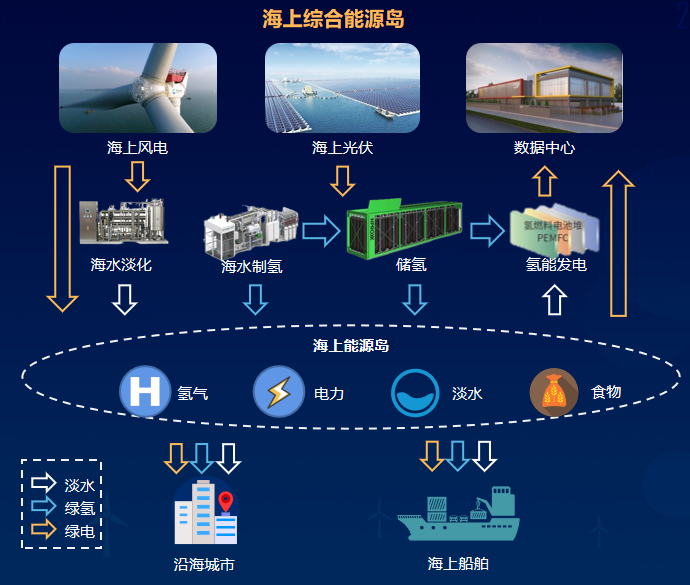 海上综合能源岛
海上风电
海上光伏
数据中心
氢燃料电池堆
PEMFC
海水淡化
海水制氢
储氢
氢能发电
海上能源岛
H
氢气
电力
淡水
食物
淡水
绿氢
绿电
沿海城市
海上船舶